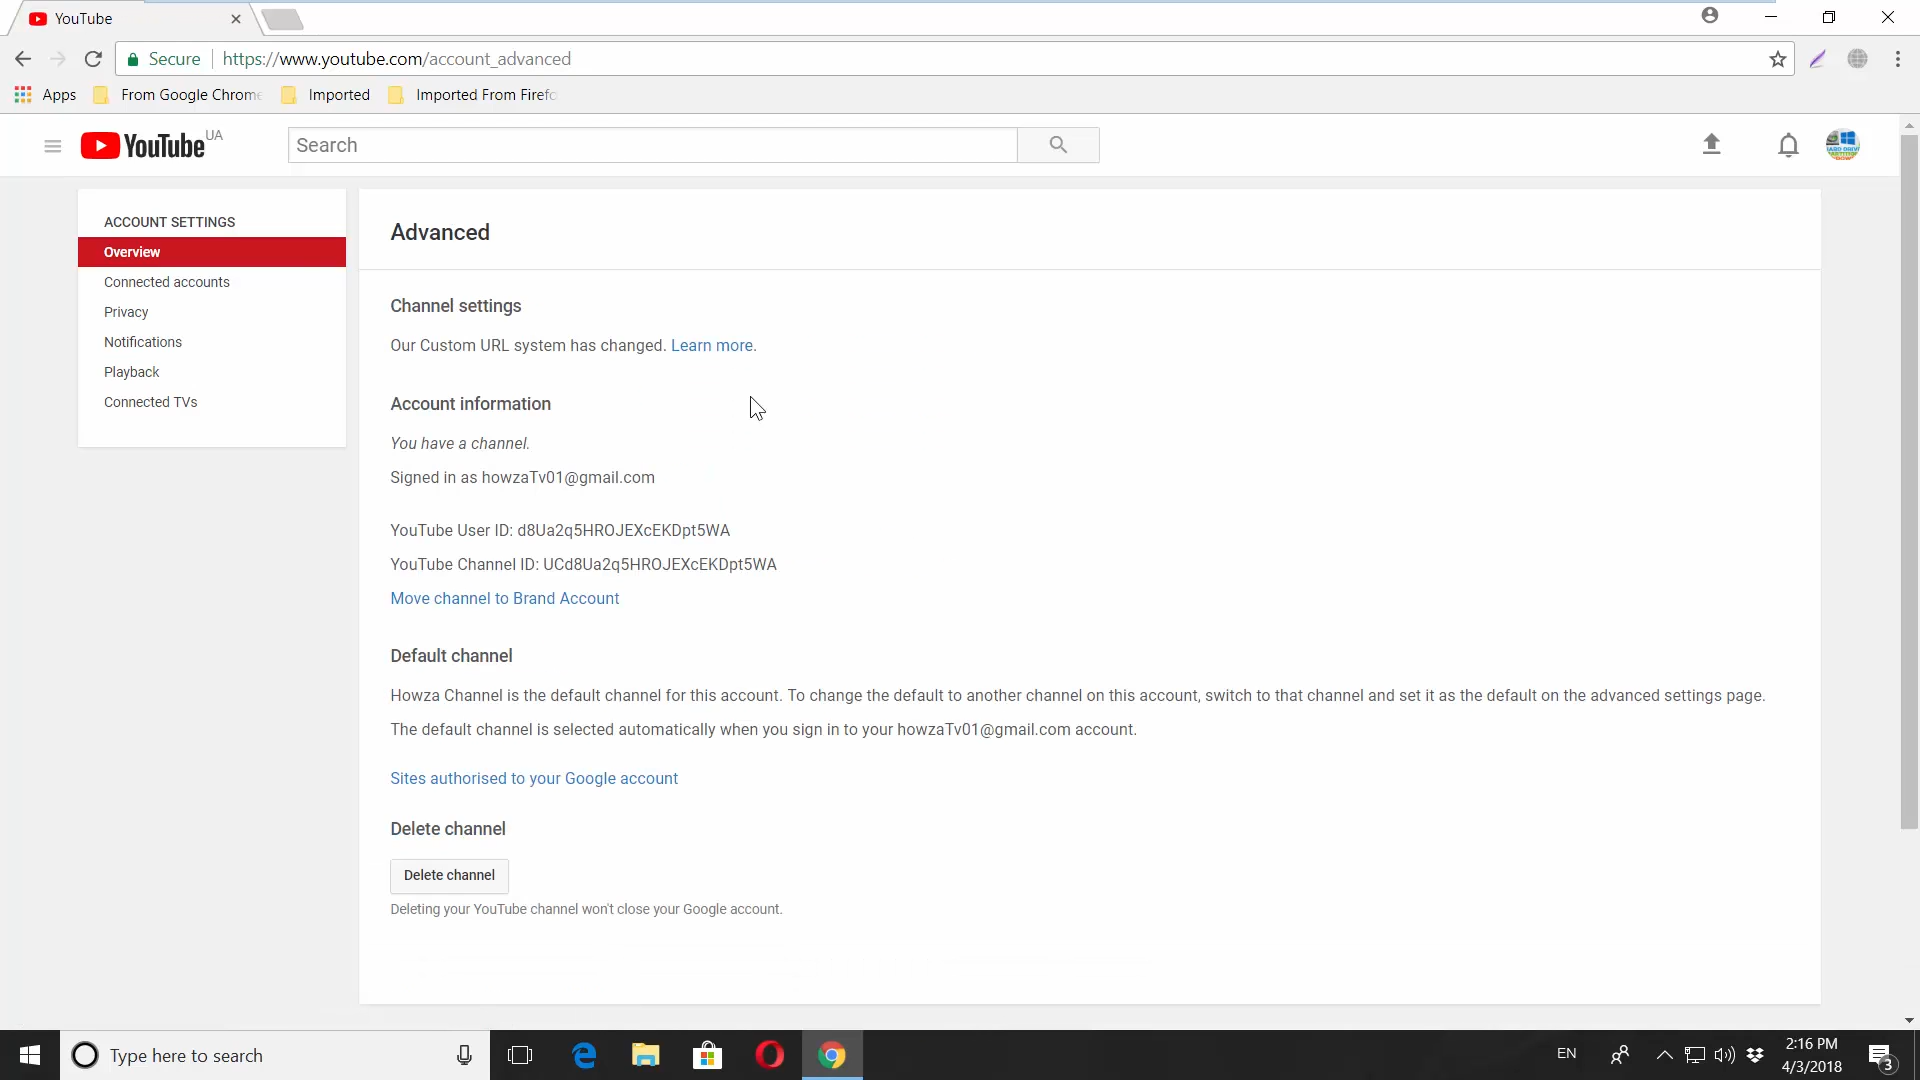 YouTube
Secure https://www.youtube.com/account_advanced
Apps From Google Chrome Imported Imported From Firefo
YouTube UA Search
ACCOUNT SETTINGS
Overview
Connected accounts
Privacy
Notifications
Playback
Connected TVs
Advanced
Channel settings
Our Custom URL system has changed. Learn more.
Account information
You have a channel.
Signed in as howzaTv01@gmail.com
YouTube User ID: d8Ua2q5HROJEXcEKDpt5WA
YouTube Channel ID: UCd8Ua2q5HROJEXcEKDpt5WA
Move channel to Brand Account
Default channel
Howza Channel is the default channel for this account. To change the default to another channel on this account, switch to that channel and set it as the default on the advanced settings page.
The default channel is selected automatically when you sign in to your howzaTv01@gmail.com account.
Sites authorised to your Google account
Delete channel
Delete channel
Deleting your YouTube channel won't close your Google account.
Type here to search
EN
2:16 PM
4/3/2018
3